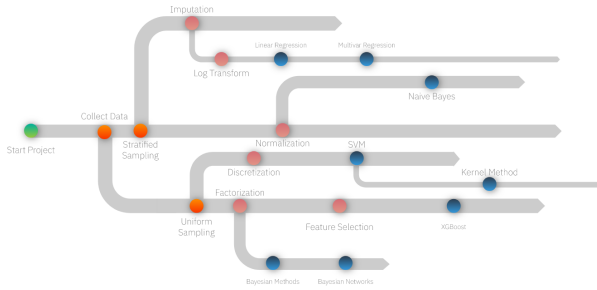 Imputation
Linear Regression
Multivar Regression
Log Transform
Naive Bayes
Collect Data
Start Project
Stratified
Sampling
Normalization
SVM
Discretization
Kernel Method
Factorization
Uniform
Sampling
Feature Selection
XGBoost
Bayesian Methods
Bayesian Networks